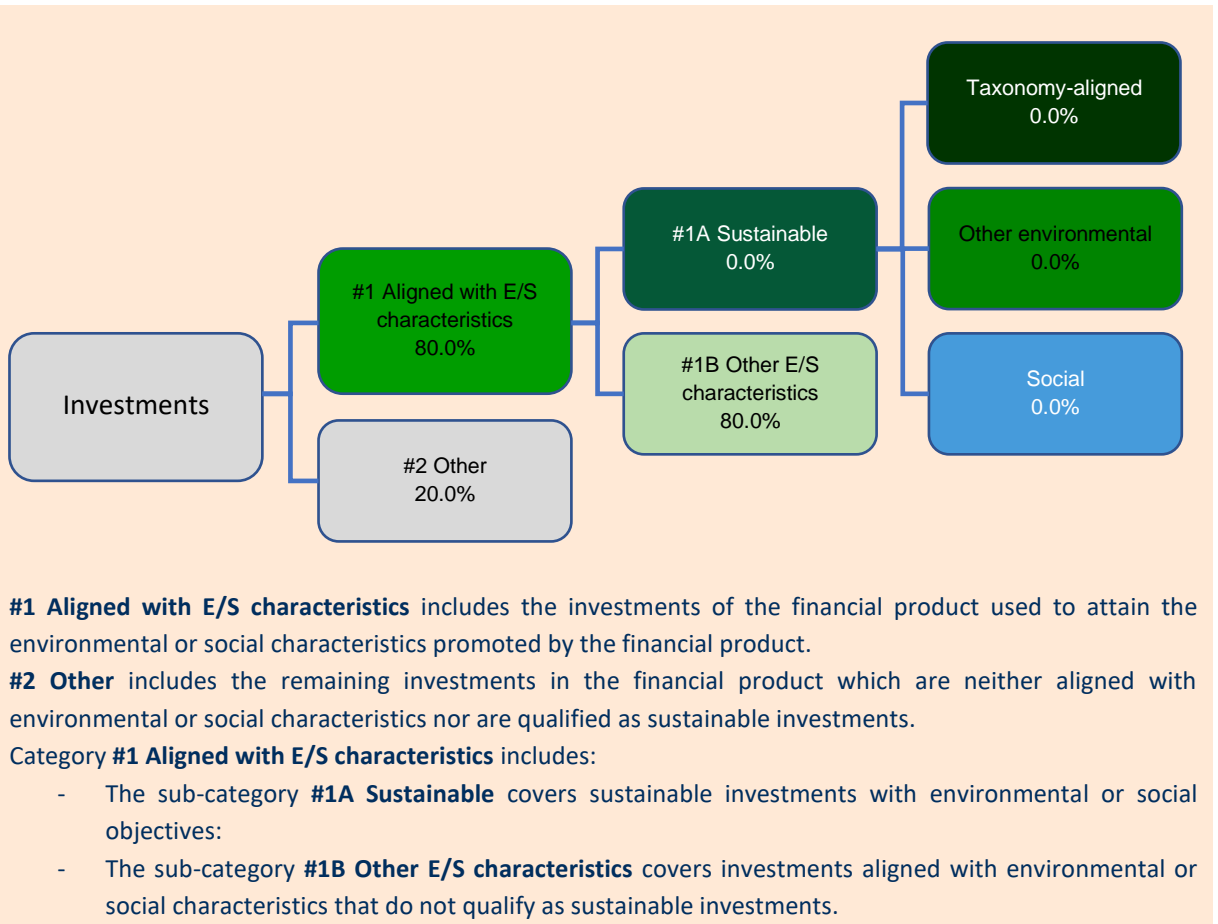 Investments
#1 Aligned with E/S
characteristics
80.0%
#2 Other
20.0%
#1A Sustainable
0.0%
#1B Other E/S
characteristics
80.0%
Taxonomy-aligned
0.0%
Other environmental
0.0%
Social
0.0%
#1 Aligned with E/S characteristics includes the investments of the financial product used to attain the
environmental or social characteristics promoted by the financial product.
#2 Other includes the remaining investments in the financial product which are neither aligned with
environmental or social characteristics nor are qualified as sustainable investments.
Category #1 Aligned with E/S characteristics includes:
- The sub-category #1A Sustainable covers sustainable investments with environmental or social
objectives:
- The sub-category #1B Other E/S characteristics covers investments aligned with environmental or
social characteristics that do not qualify as sustainable investments.